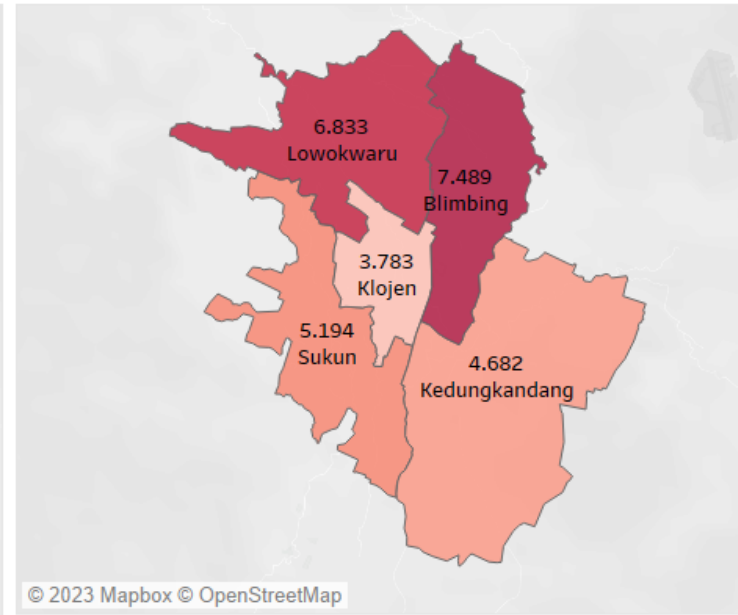 6.833
Lowokwaru
7.489
Blimbing
3.783
Klojen
5.194
Sukun
4.682
Kedungkandang
© 2023 Mapbox © OpenStreetMap